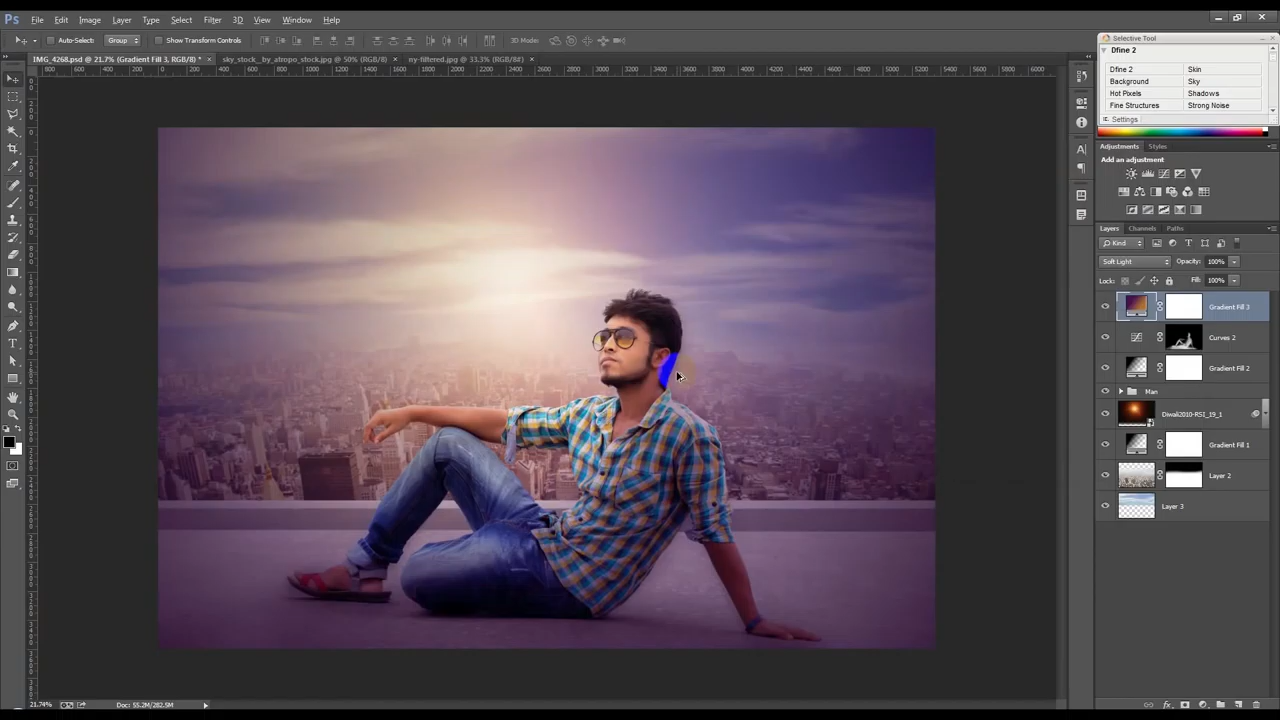 Ps File Edit Image Layer Type Select Filter 3D View Window Help
Auto-Select: Group Show Transform Controls 3D Mode:
IMG_4268.psd @ 21.7% (Gradient Fill 3, RGB/8) * × sky_stock__by_atropo_stock.jpg @ 50% (RGB/8) × ny-filtered.jpg @ 33.3% (RGB/8#) ×
Selective Tool
Dfine 2
Dfine 2 Skin
Background Sky
Hot Pixels Shadows
Fine Structures Strong Noise
Settings
Adjustments Styles
Add an adjustment
Layers Channels Paths
Kind
Soft Light Opacity: 100%
Lock: Fill: 100%
Gradient Fill 3
Curves 2
Gradient Fill 2
Man
Diwali2010-RSI_19_1
Gradient Fill 1
Layer 2
Layer 3
21.74% Doc: 55.2M/282.5M